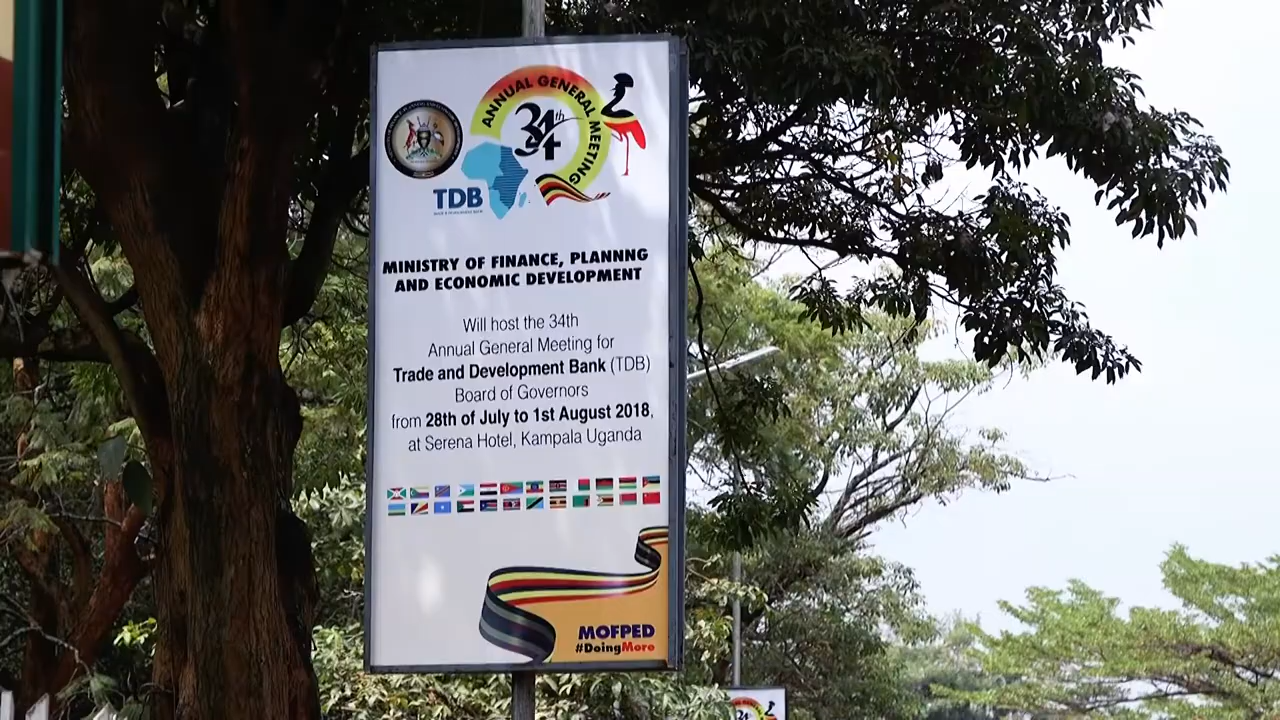 ANNUAL GENERAL MEETING
34th
TDB
MINISTRY OF FINANCE, PLANNNG
AND ECONOMIC DEVELOPMENT
Will host the 34th
Annual General Meeting for
Trade and Development Bank (TDB)
Board of Governors
from 28th of July to 1st August 2018,
at Serena Hotel, Kampala Uganda
MOFPED
#DoingMore
34